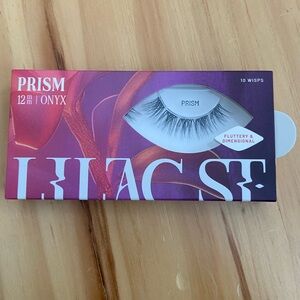 PRISM
12mm | ONYX
10 WISPS
PRISM
FLUTTERY &
DIMENSIONAL
LILAC ST